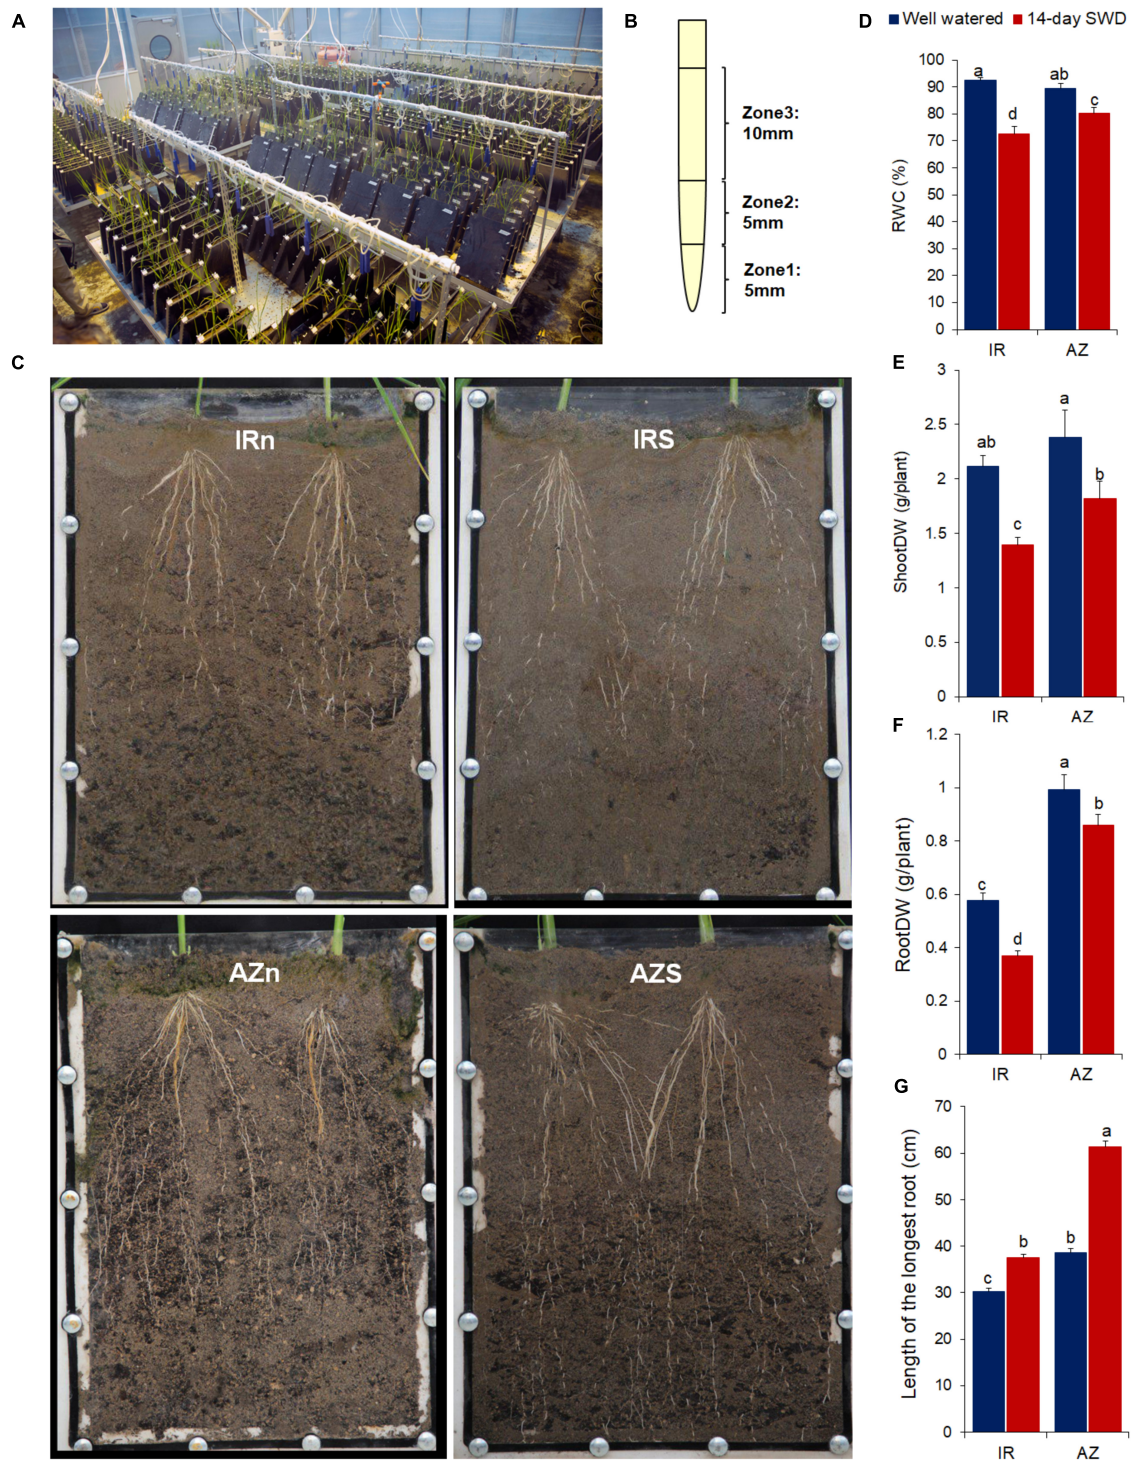 A
B
Zone3:
10mm
Zone2:
5mm
Zone1:
5mm
C
IRn
IRS
AZn
AZS
D
Well watered
14-day SWD
RWC (%)
100
90
80
70
60
50
40
30
20
10
0
a
d
ab
c
IR
AZ
E
ShootDW (g/plant)
3
2.5
2
1.5
1
0.5
0
ab
c
a
b
IR
AZ
F
RootDW (g/plant)
1.2
1
0.8
0.6
0.4
0.2
0
c
d
a
b
IR
AZ
G
Length of the longest root (cm)
70
60
50
40
30
20
10
0
c
b
b
a
IR
AZ